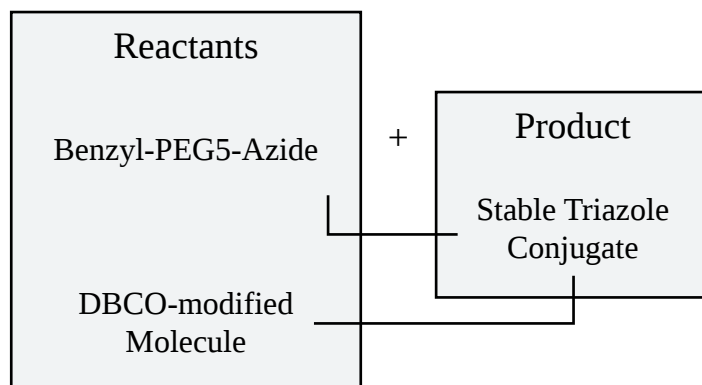 Reactants
Benzyl-PEG5-Azide
DBCO-modified
Molecule
+
Product
Stable Triazole
Conjugate